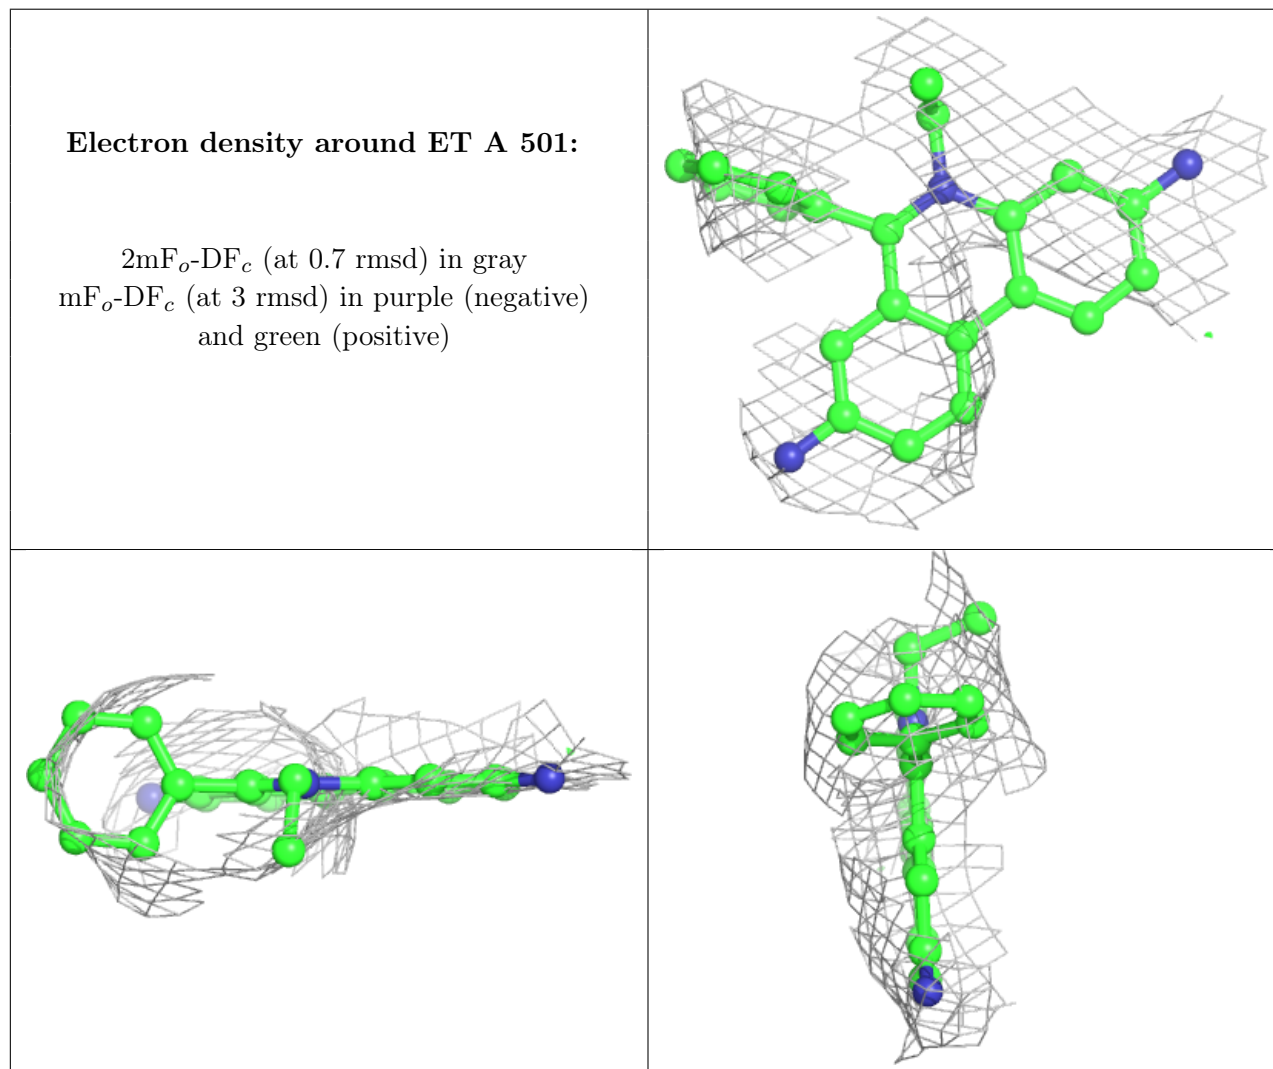 Electron density around ET A 501:
2mFo-DFc (at 0.7 rmsd) in gray
mFo-DFc (at 3 rmsd) in purple (negative)
and green (positive)